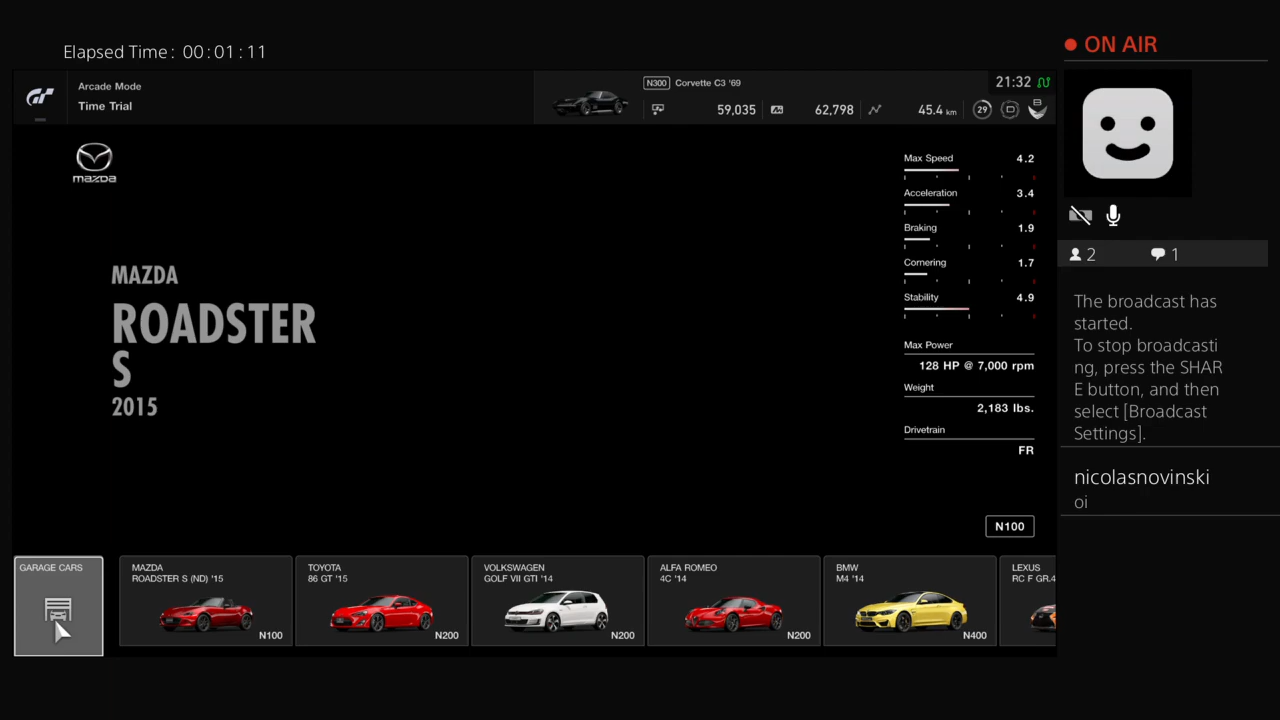 Elapsed Time: 00:01:11
ON AIR
Arcade Mode
Time Trial
N300 Corvette C3 '69
21:32
59,035
62,798
45.4 km
29
D
B
mazda
MAZDA
ROADSTER
S
2015
Max Speed 4.2
Acceleration 3.4
Braking 1.9
Cornering 1.7
Stability 4.9
Max Power
128 HP @ 7,000 rpm
Weight
2,183 lbs.
Drivetrain
FR
N100
GARAGE CARS
MAZDA
ROADSTER S (ND) '15
N100
TOYOTA
86 GT '15
N200
VOLKSWAGEN
GOLF VII GTI '14
N200
ALFA ROMEO
4C '14
N200
BMW
M4 '14
N400
LEXUS
RC F GR.4
2 1
The broadcast has
started.
To stop broadcasti
ng, press the SHAR
E button, and then
select [Broadcast
Settings].
nicolasnovinski
oi